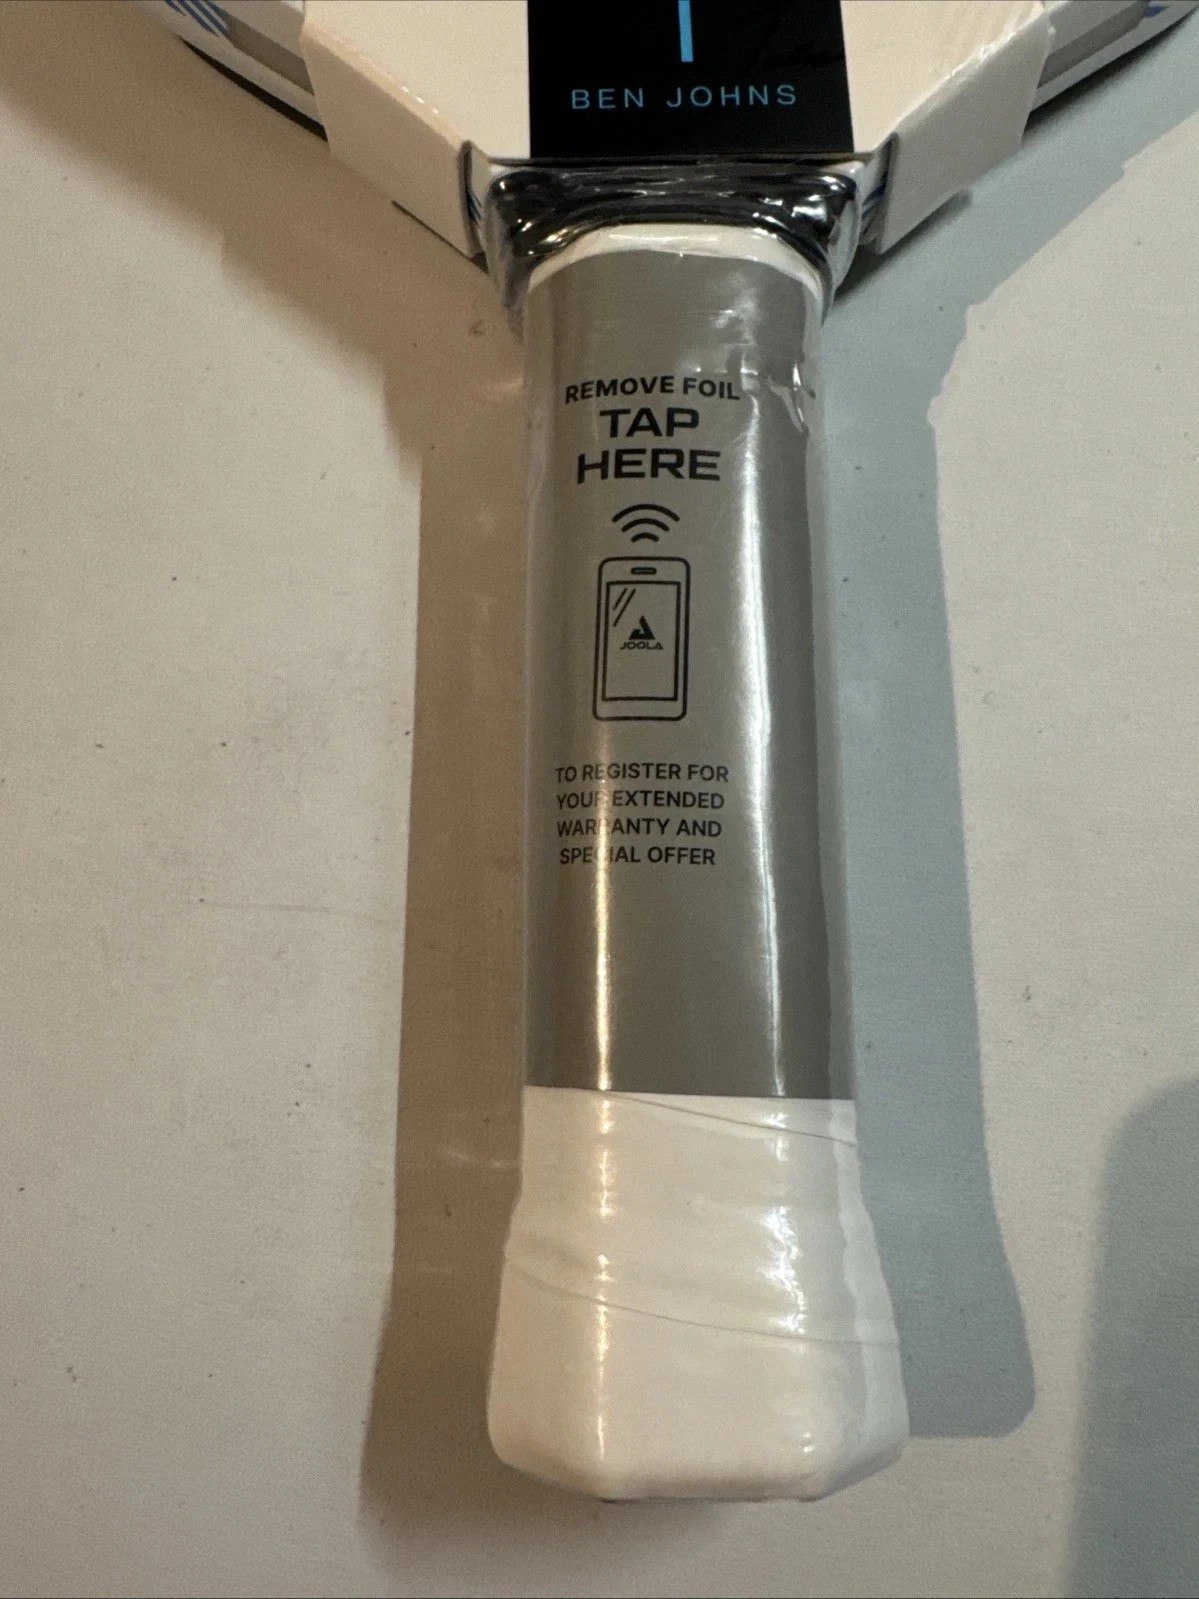 BEN JOHNS
REMOVE FOIL
TAP
HERE
JOOLA
TO REGISTER FOR
YOUR EXTENDED
WARRANTY AND
SPECIAL OFFER